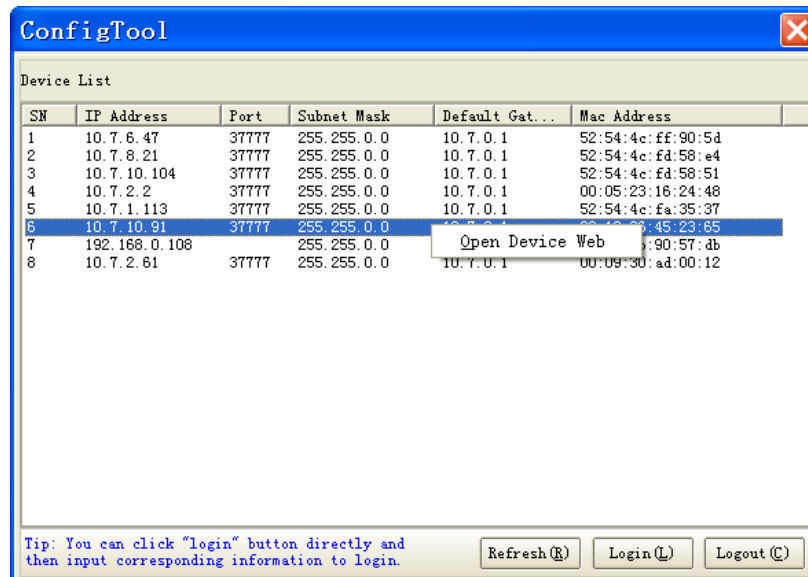 ConfigTool
Device List
SN IP Address Port Subnet Mask Default Gat... Mac Address
1 10.7.6.47 37777 255.255.0.0 10.7.0.1 52:54:4c:ff:90:5d
2 10.7.8.21 37777 255.255.0.0 10.7.0.1 52:54:4c:fd:58:e4
3 10.7.10.104 37777 255.255.0.0 10.7.0.1 52:54:4c:fd:58:51
4 10.7.2.2 37777 255.255.0.0 10.7.0.1 00:05:23:16:24:48
5 10.7.1.113 37777 255.255.0.0 10.7.0.1 52:54:4c:fa:35:37
6 10.7.10.91 37777 255.255.0.0 :45:23:65
Open Device Web
7 192.168.0.108 255.255.0.0 :90:57:db
8 10.7.2.61 37777 255.255.0.0 10.7.0.1 00:09:30:ad:00:12
Tip: You can click "login" button directly and
then input corresponding information to login.
Refresh(R) Login(L) Logout(C)